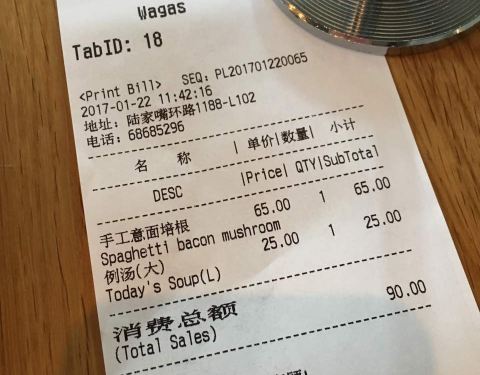 Wagas
TabID: 18
<Print Bill> SEQ: PL201701220065
2017-01-22 11:42:16
地址: 陆家嘴环路1188-L102
电话: 68685296
名 称 | 单价|数量| 小计
DESC |Price| QTY|SubTotal
手工意面培根 65.00 1 65.00
Spaghetti bacon mushroom
例汤(大) 25.00 1 25.00
Today's Soup(L)
消费总额 90.00
(Total Sales)